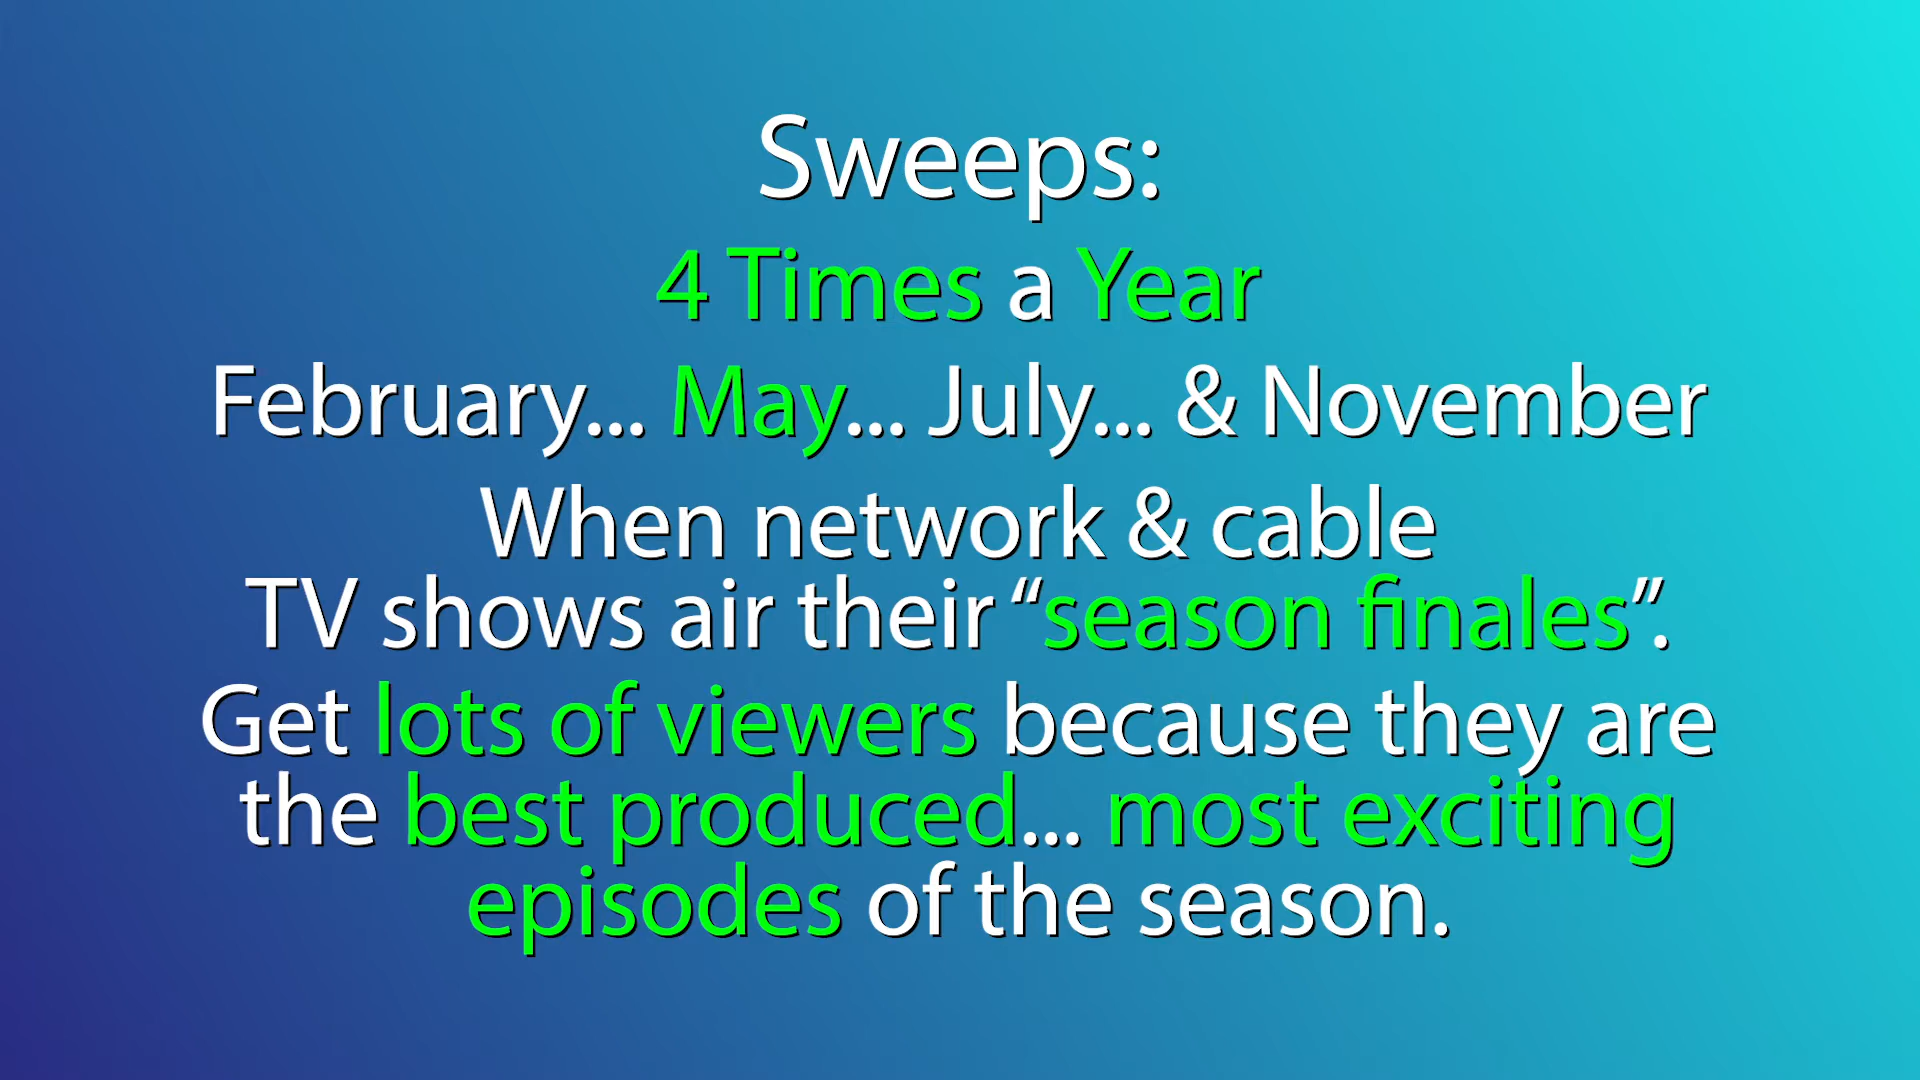 Sweeps:
4 Times a Year
February... May... July... & November
When network & cable
TV shows air their “season finales”.
Get lots of viewers because they are
the best produced... most exciting
episodes of the season.